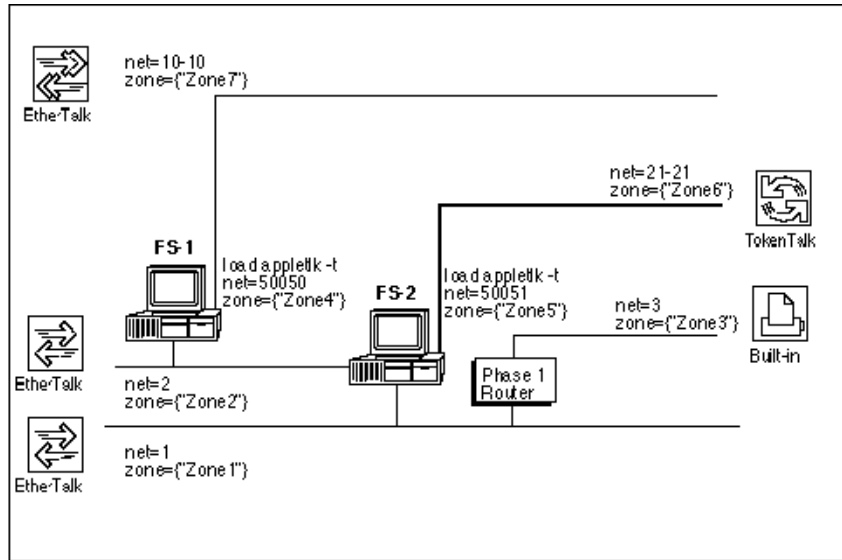 net=10-10
zone={"Zone7"}
EtherTalk
net=21-21
zone={"Zone6"}
TokenTalk
FS-1
load appletlk -t
net=50050
zone={"Zone4"}
FS-2
load appletlk -t
net=50051
zone={"Zone5"}
net=3
zone={"Zone3"}
Built-in
EtherTalk
net=2
zone={"Zone2"}
Phase 1
Router
EtherTalk
net=1
zone={"Zone1"}